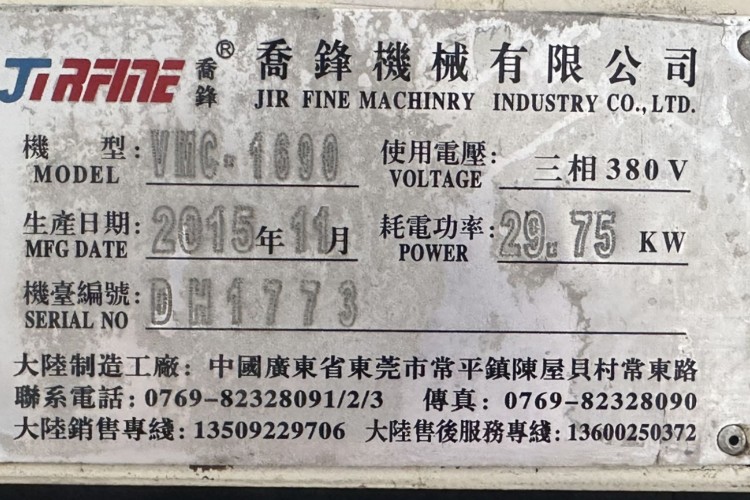 JIRFINE 喬鋒® 喬鋒機械有限公司
JIR FINE MACHINRY INDUSTRY CO.,LTD.
機型: VMC-1690 使用電壓: 三相380V
MODEL VOLTAGE
生產日期: 2015年11月 耗電功率: 29.75 KW
MFG DATE POWER
機臺編號: DH1773
SERIAL NO
大陸制造工廠: 中國廣東省東莞市常平鎮陳屋貝村常東路
聯系電話: 0769-82328091/2/3 傳真: 0769-82328090
大陸銷售專綫: 13509229706 大陸售後服務專綫: 13600250372